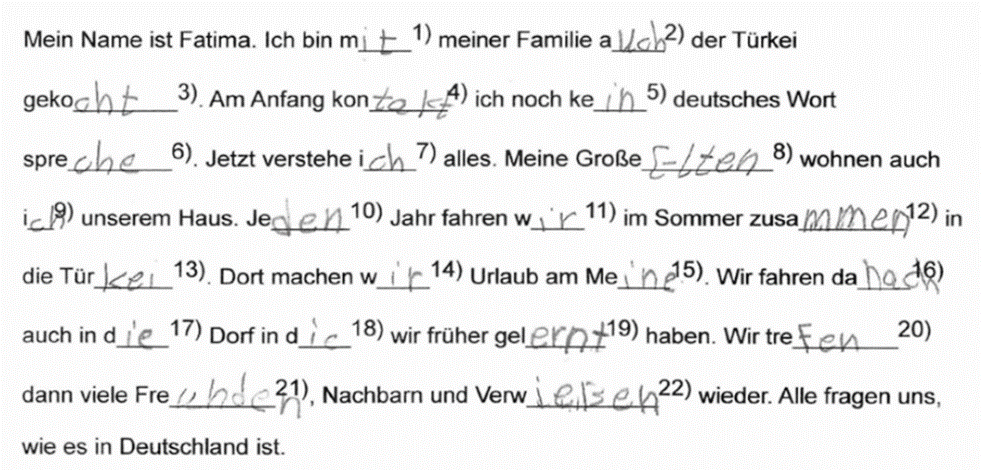 Mein Name ist Fatima. Ich bin mit 1) meiner Familie auch 2) der Türkei
gekocht 3). Am Anfang kontakt 4) ich noch kein 5) deutsches Wort
spreche 6). Jetzt verstehe ich 7) alles. Meine Große Elten 8) wohnen auch
ich 9) unserem Haus. Jeden 10) Jahr fahren wir 11) im Sommer zusammmen 12) in
die Türkei 13). Dort machen wir 14) Urlaub am Meine 15). Wir fahren danach 16)
auch in die 17) Dorf in dic 18) wir früher gelernt 19) haben. Wir trefen 20)
dann viele Freunden 21), Nachbarn und Verw 22) wieder. Alle fragen uns,
wie es in Deutschland ist.